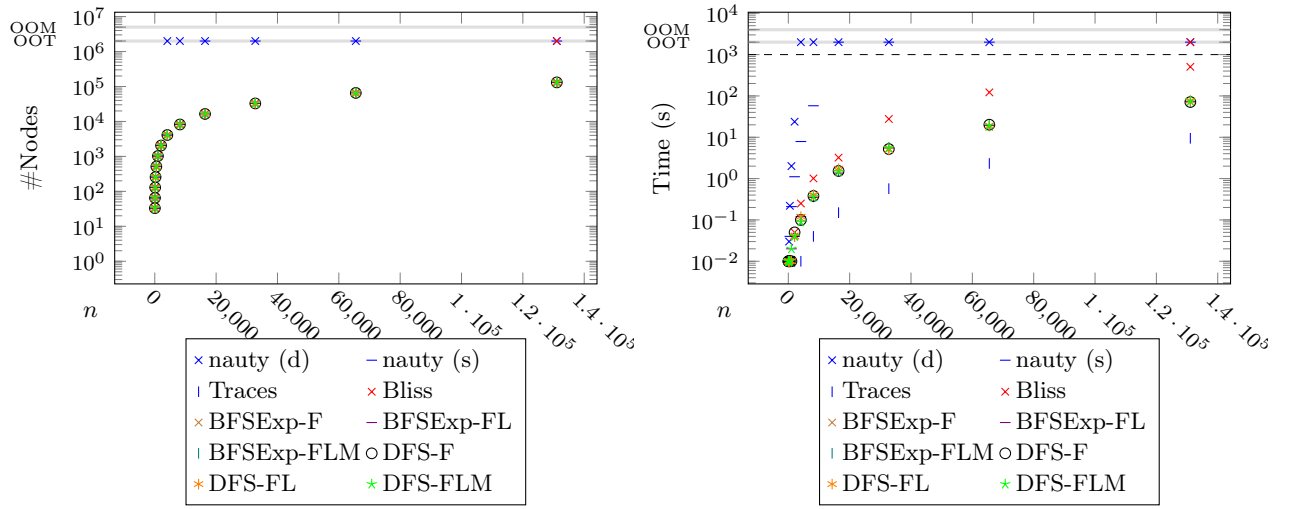 10^7
OOM
OOT
10^6
10^5
10^4
10^3
10^2
10^1
10^0
#Nodes
n
0
20,000
40,000
60,000
80,000
1 · 10^5
1.2 · 10^5
1.4 · 10^5
× nauty (d) − nauty (s)
| Traces × Bliss
× BFSExp-F − BFSExp-FL
| BFSExp-FLM ○ DFS-F
∗ DFS-FL ⋆ DFS-FLM
10^4
OOM
OOT
10^3
10^2
10^1
10^0
10^−1
10^−2
Time (s)
n
0
20,000
40,000
60,000
80,000
1 · 10^5
1.2 · 10^5
1.4 · 10^5
× nauty (d) − nauty (s)
| Traces × Bliss
× BFSExp-F − BFSExp-FL
| BFSExp-FLM ○ DFS-F
∗ DFS-FL ⋆ DFS-FLM